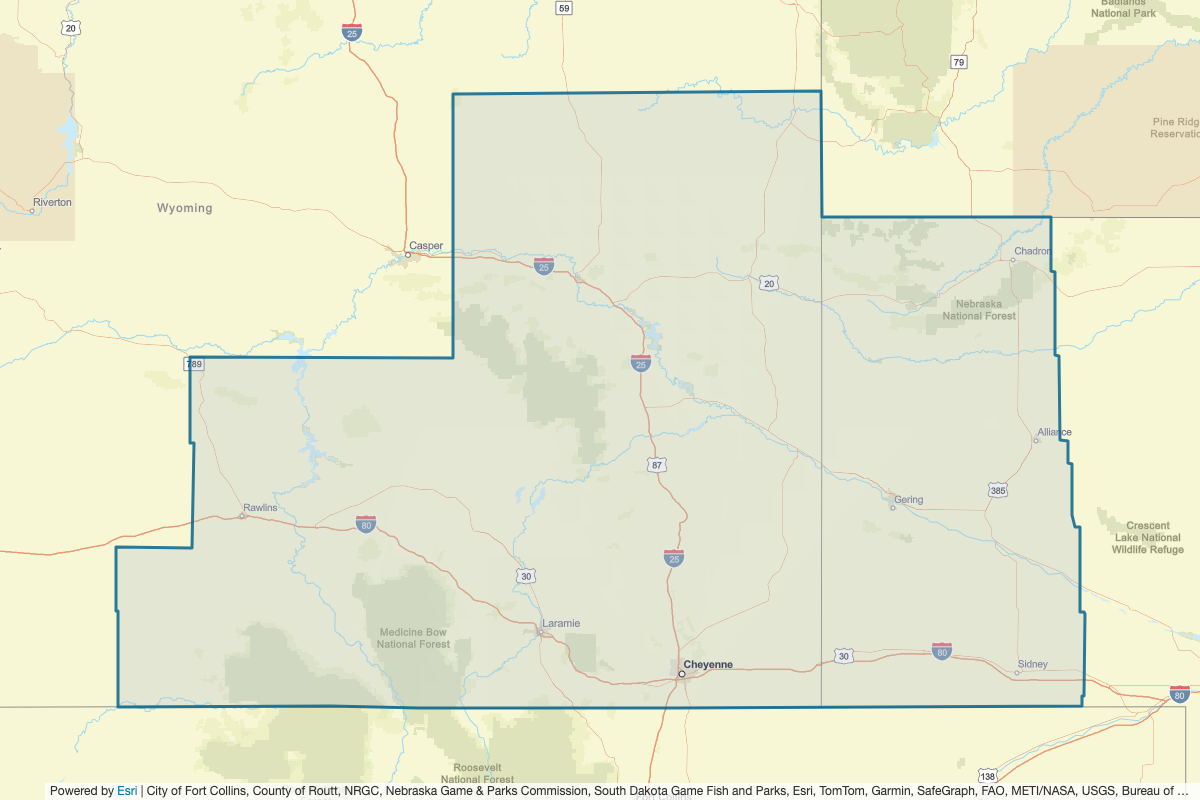 Badlands
National Park
59
20
25
79
Pine Ridg
Reservatio
Riverton
Wyoming
Casper
Chadron
25
20
Nebraska
National Forest
789
25
Alliance
87
385
Gering
Rawlins
80
Crescent
Lake National
Wildlife Refuge
25
30
Laramie
Medicine Bow
National Forest
30
80
Cheyenne
Sidney
80
Roosevelt
National Forest
138
Powered by Esri | City of Fort Collins, County of Routt, NRGC, Nebraska Game & Parks Commission, South Dakota Game Fish and Parks, Esri, TomTom, Garmin, SafeGraph, FAO, METI/NASA, USGS, Bureau of ...